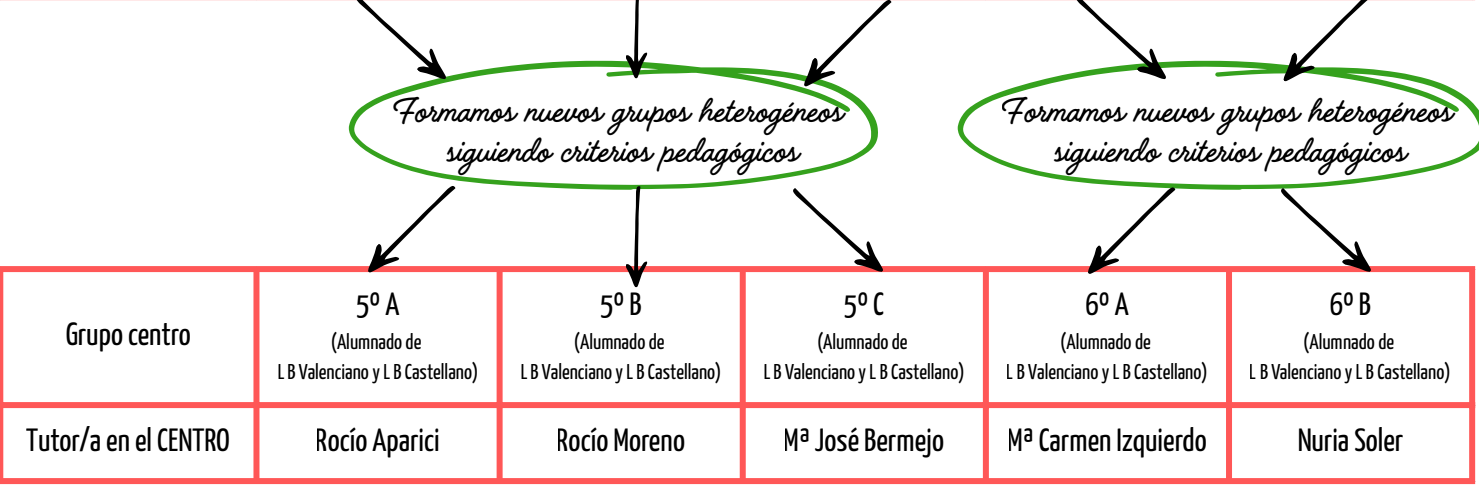 Formamos nuevos grupos heterogéneos
siguiendo criterios pedagógicos
Formamos nuevos grupos heterogéneos
siguiendo criterios pedagógicos
Grupo centro
5º A
(Alumnado de
L B Valenciano y L B Castellano)
5º B
(Alumnado de
L B Valenciano y L B Castellano)
5º C
(Alumnado de
L B Valenciano y L B Castellano)
6º A
(Alumnado de
L B Valenciano y L B Castellano)
6º B
(Alumnado de
L B Valenciano y L B Castellano)
Tutor/a en el CENTRO
Rocío Aparici
Rocío Moreno
Mª José Bermejo
Mª Carmen Izquierdo
Nuria Soler